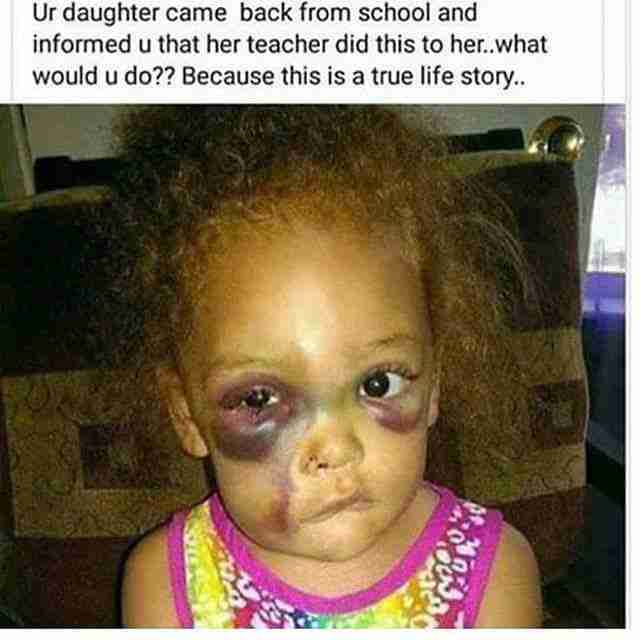 Ur daughter came  back from school and
informed u that her teacher did this to her..what
would u do?? Because this is a true life story..